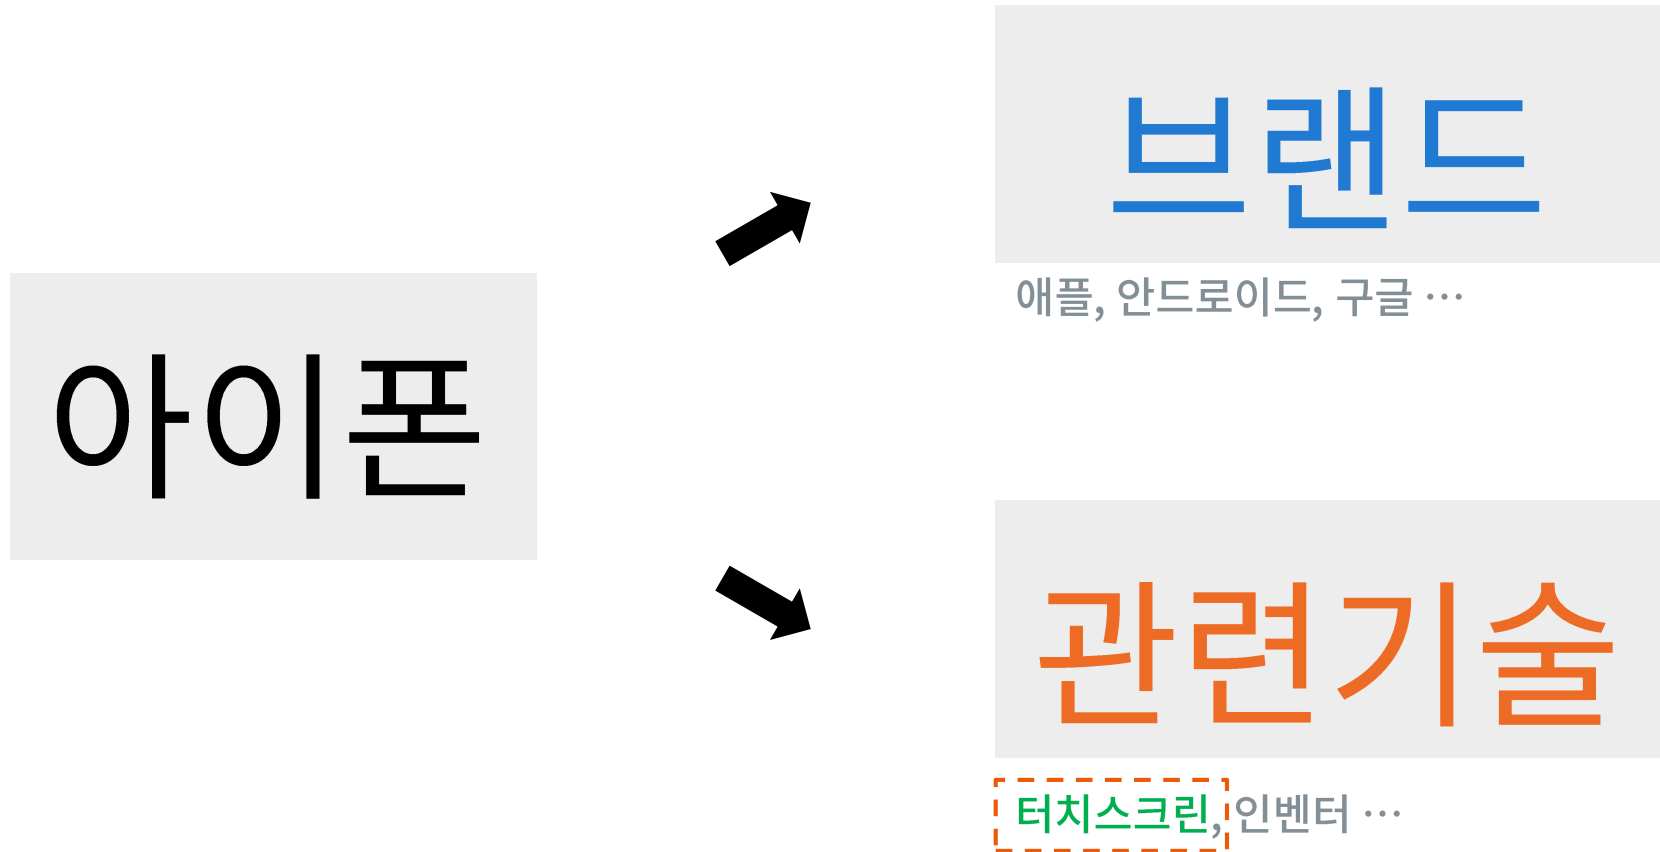 아이폰
브랜드
애플, 안드로이드, 구글 …
관련기술
터치스크린, 인벤터 …